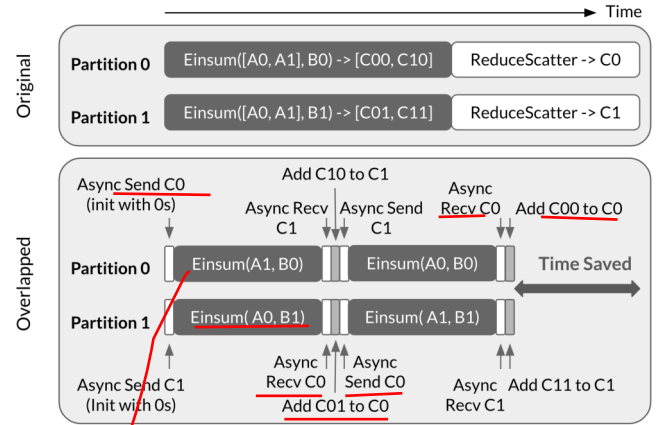 Time
Original
Partition 0
Einsum([A0, A1], B0) -> [C00, C10]
ReduceScatter -> C0
Partition 1
Einsum([A0, A1], B1) -> [C01, C11]
ReduceScatter -> C1
Overlapped
Async Send C0
(init with 0s)
Add C10 to C1
Async Recv
C1
Async Send
C1
Async
Recv C0
Add C00 to C0
Partition 0
Einsum(A1, B0)
Einsum(A0, B0)
Time Saved
Partition 1
Einsum( A0, B1)
Einsum( A1, B1)
Async Send C1
(Init with 0s)
Async
Recv C0
Async
Send C0
Add C01 to C0
Async
Recv C1
Add C11 to C1